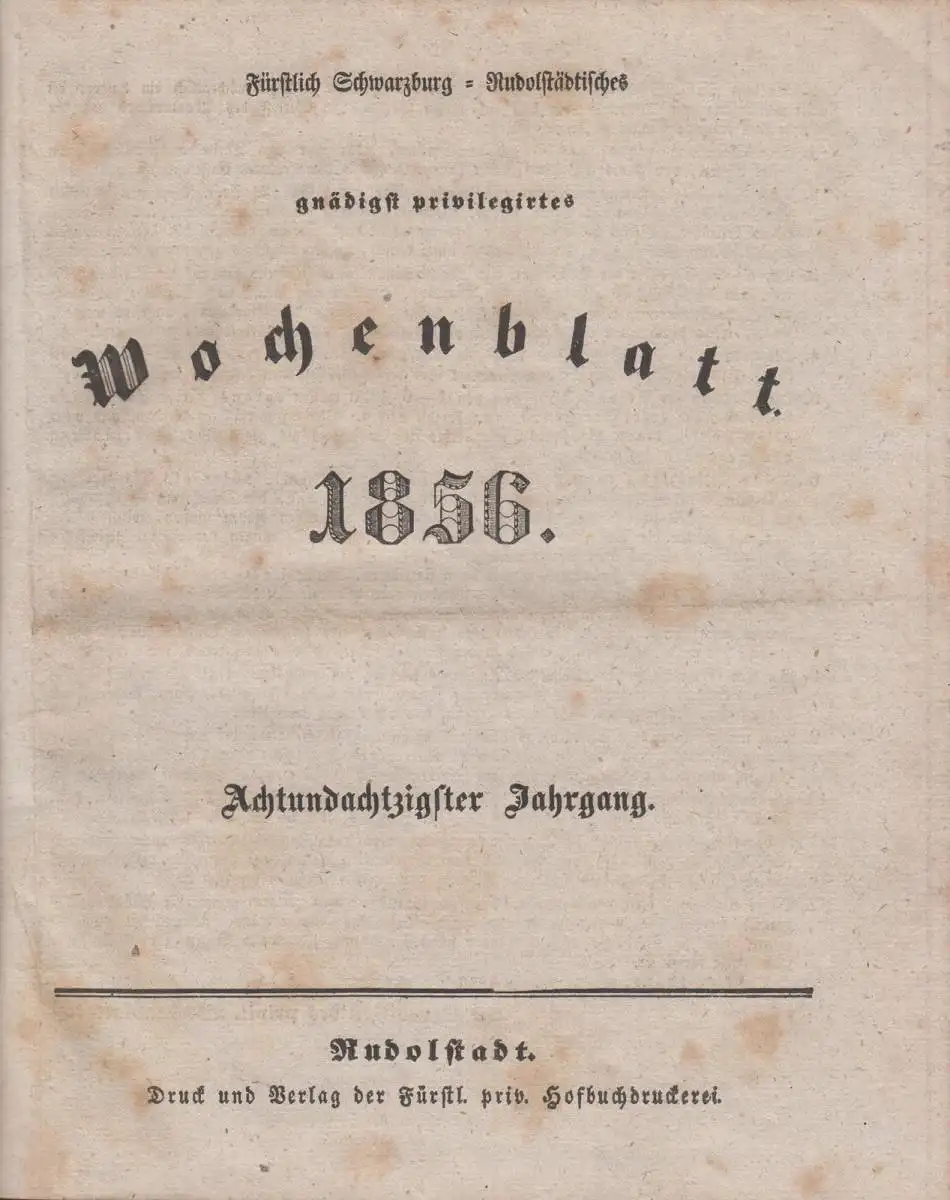 Fürstlich Schwarzburg = Rudolstädtisches
gnädigst privilegirtes
Wochenblatt.
1856.
Achtundachtzigster Jahrgang.
Rudolstadt.
Druck und Verlag der Fürstl. priv. Hofbuchdruckerei.